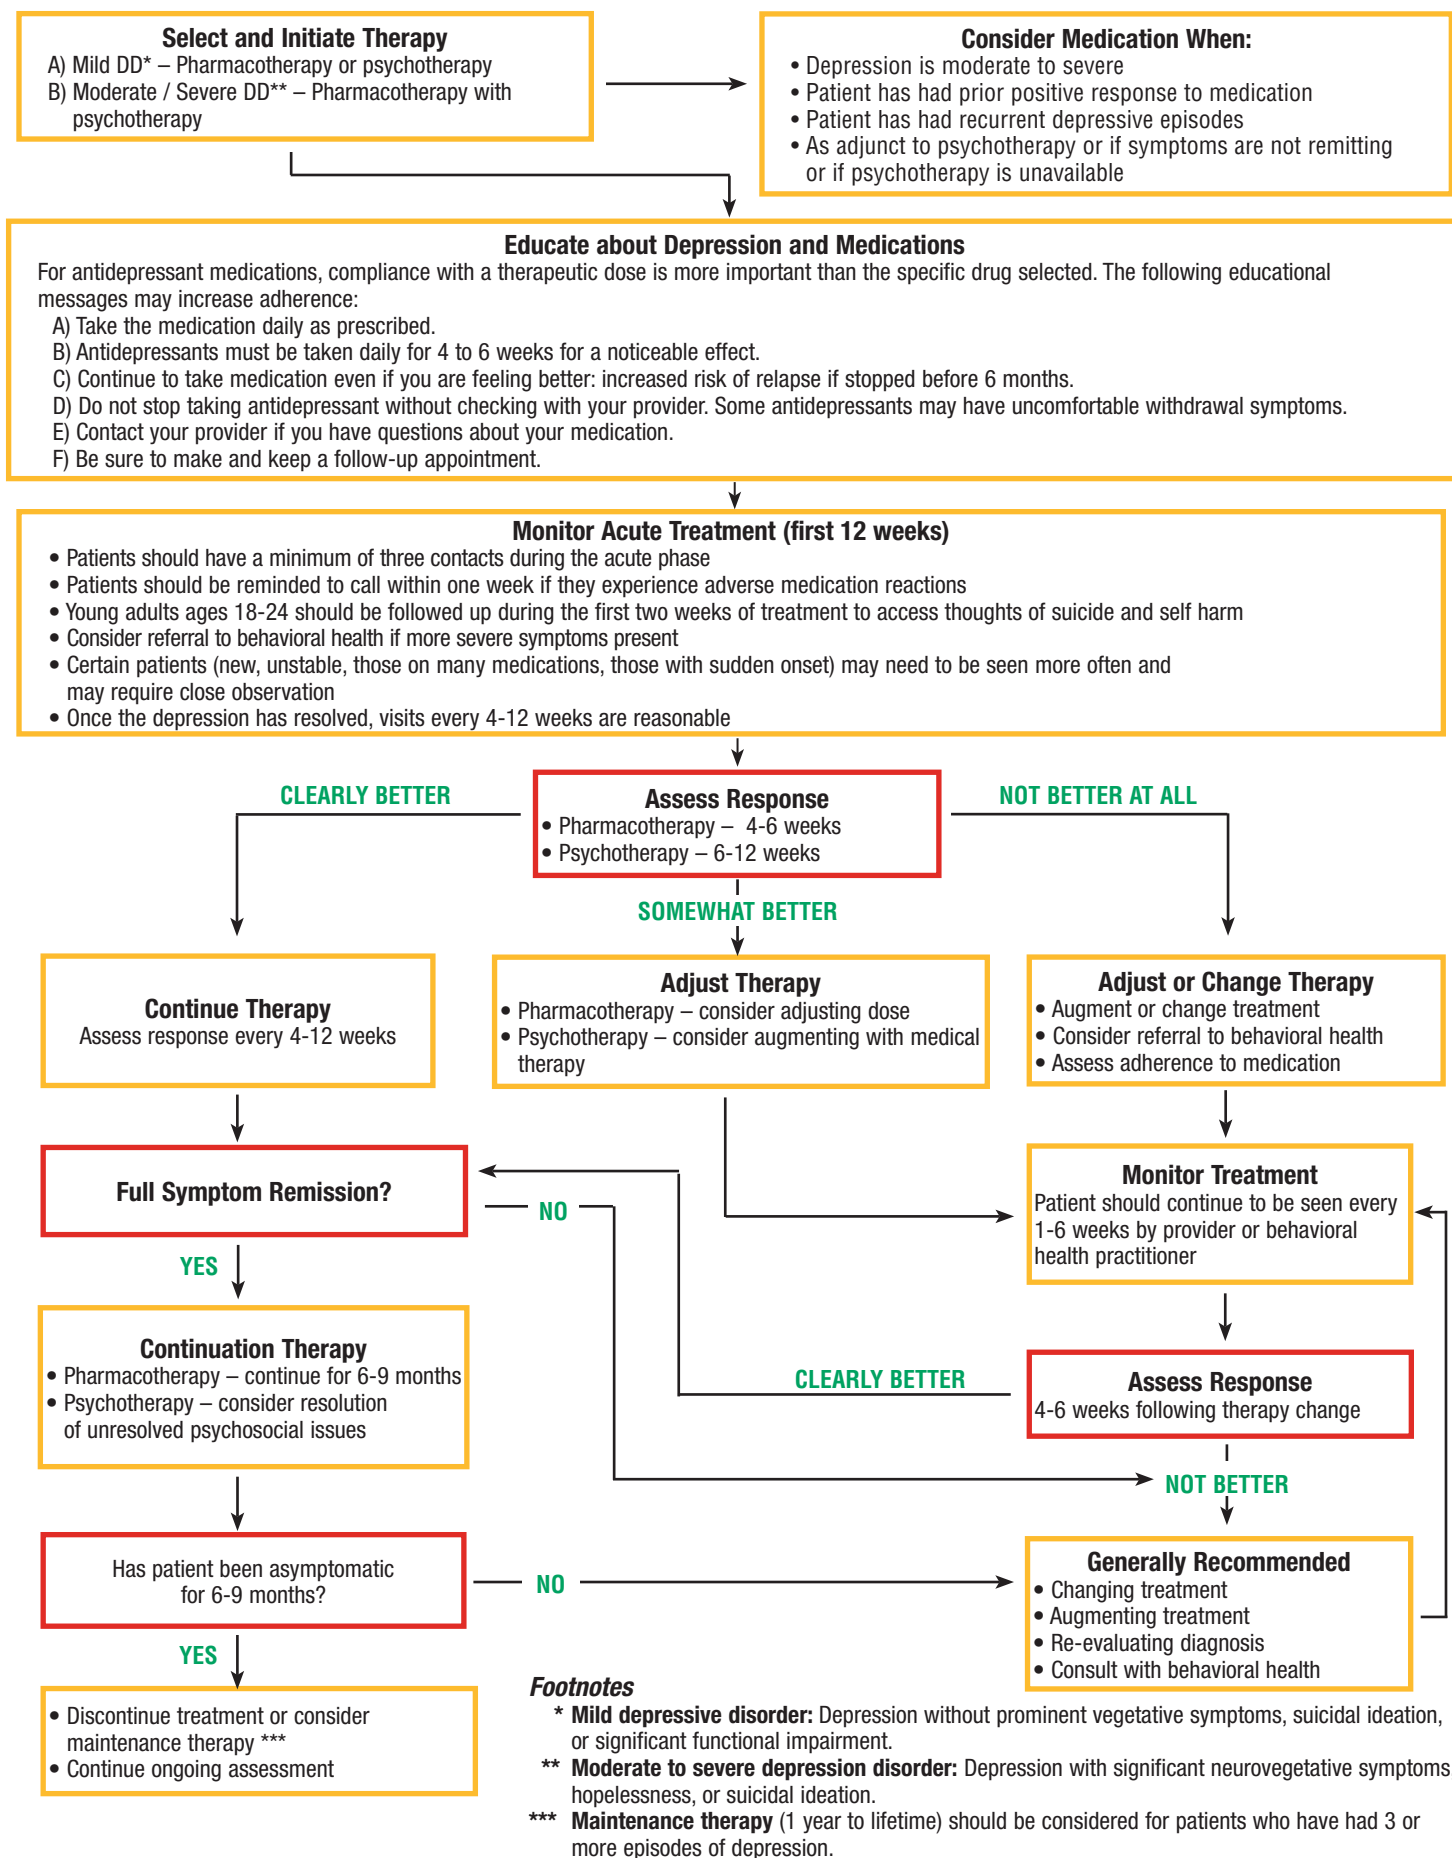 Select and Initiate Therapy
A) Mild DD* – Pharmacotherapy or psychotherapy
B) Moderate / Severe DD** – Pharmacotherapy with
psychotherapy
Consider Medication When:
• Depression is moderate to severe
• Patient has had prior positive response to medication
• Patient has had recurrent depressive episodes
• As adjunct to psychotherapy or if symptoms are not remitting
or if psychotherapy is unavailable
Educate about Depression and Medications
For antidepressant medications, compliance with a therapeutic dose is more important than the specific drug selected. The following educational
messages may increase adherence:
A) Take the medication daily as prescribed.
B) Antidepressants must be taken daily for 4 to 6 weeks for a noticeable effect.
C) Continue to take medication even if you are feeling better: increased risk of relapse if stopped before 6 months.
D) Do not stop taking antidepressant without checking with your provider. Some antidepressants may have uncomfortable withdrawal symptoms.
E) Contact your provider if you have questions about your medication.
F) Be sure to make and keep a follow-up appointment.
Monitor Acute Treatment (first 12 weeks)
• Patients should have a minimum of three contacts during the acute phase
• Patients should be reminded to call within one week if they experience adverse medication reactions
• Young adults ages 18-24 should be followed up during the first two weeks of treatment to access thoughts of suicide and self harm
• Consider referral to behavioral health if more severe symptoms present
• Certain patients (new, unstable, those on many medications, those with sudden onset) may need to be seen more often and
may require close observation
• Once the depression has resolved, visits every 4-12 weeks are reasonable
CLEARLY BETTER
Assess Response
• Pharmacotherapy – 4-6 weeks
• Psychotherapy – 6-12 weeks
NOT BETTER AT ALL
SOMEWHAT BETTER
Continue Therapy
Assess response every 4-12 weeks
Adjust Therapy
• Pharmacotherapy – consider adjusting dose
• Psychotherapy – consider augmenting with medical
therapy
Adjust or Change Therapy
• Augment or change treatment
• Consider referral to behavioral health
• Assess adherence to medication
Full Symptom Remission?
NO
Monitor Treatment
Patient should continue to be seen every
1-6 weeks by provider or behavioral
health practitioner
YES
Continuation Therapy
• Pharmacotherapy – continue for 6-9 months
• Psychotherapy – consider resolution
of unresolved psychosocial issues
CLEARLY BETTER
Assess Response
4-6 weeks following therapy change
NOT BETTER
Has patient been asymptomatic
for 6-9 months?
NO
Generally Recommended
• Changing treatment
• Augmenting treatment
• Re-evaluating diagnosis
• Consult with behavioral health
YES
• Discontinue treatment or consider
maintenance therapy ***
• Continue ongoing assessment
Footnotes
* Mild depressive disorder: Depression without prominent vegetative symptoms, suicidal ideation,
or significant functional impairment.
** Moderate to severe depression disorder: Depression with significant neurovegetative symptoms
hopelessness, or suicidal ideation.
*** Maintenance therapy (1 year to lifetime) should be considered for patients who have had 3 or
more episodes of depression.